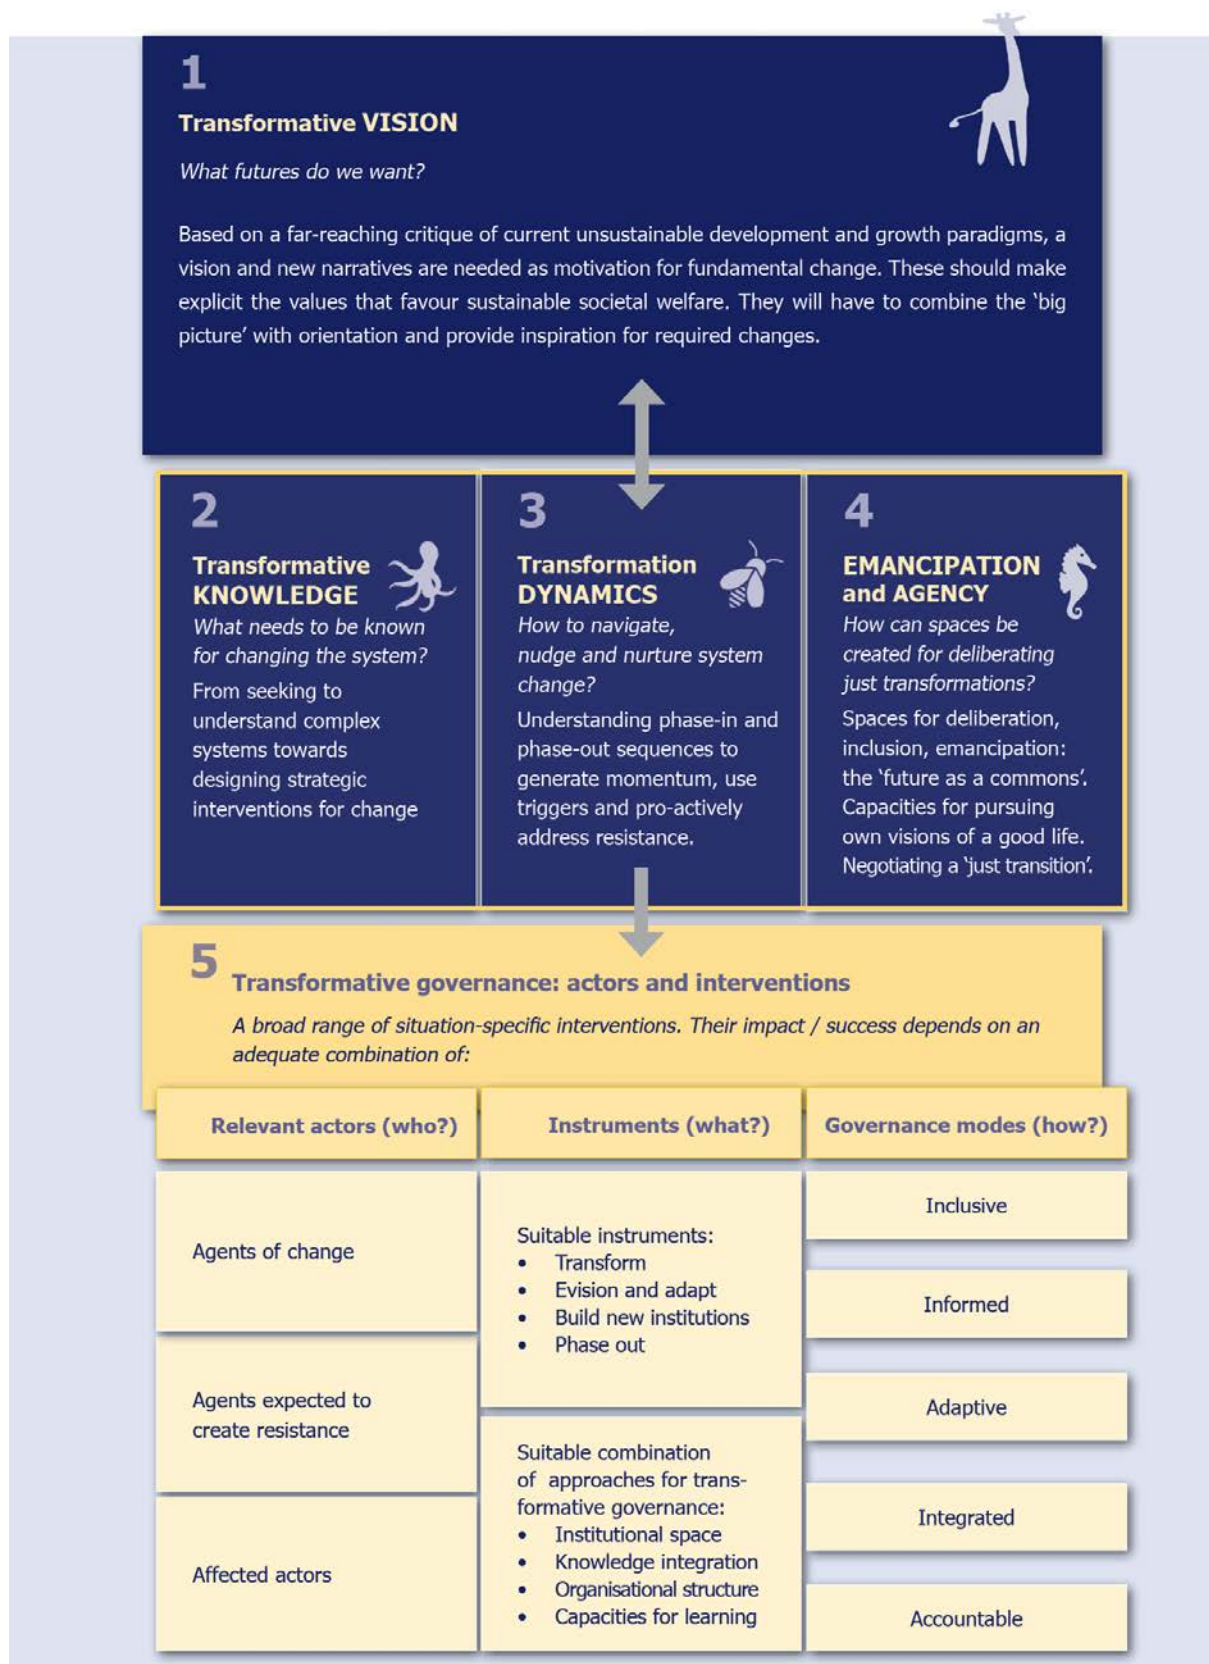 1
Transformative VISION
What futures do we want?
Based on a far-reaching critique of current unsustainable development and growth paradigms, a
vision and new narratives are needed as motivation for fundamental change. These should make
explicit the values that favour sustainable societal welfare. They will have to combine the ‘big
picture’ with orientation and provide inspiration for required changes.
2
Transformative
KNOWLEDGE
What needs to be known
for changing the system?
From seeking to
understand complex
systems towards
designing strategic
interventions for change
3
Transformation
DYNAMICS
How to navigate,
nudge and nurture system
change?
Understanding phase-in and
phase-out sequences to
generate momentum, use
triggers and pro-actively
address resistance.
4
EMANCIPATION
and AGENCY
How can spaces be
created for deliberating
just transformations?
Spaces for deliberation,
inclusion, emancipation:
the ‘future as a commons’.
Capacities for pursuing
own visions of a good life.
Negotiating a ‘just transition’.
5
Transformative governance: actors and interventions
A broad range of situation-specific interventions. Their impact / success depends on an
adequate combination of:
Relevant actors (who?)
Agents of change
Agents expected to
create resistance
Affected actors
Instruments (what?)
Suitable instruments:
• Transform
• Evision and adapt
• Build new institutions
• Phase out
Suitable combination
of approaches for trans-
formative governance:
• Institutional space
• Knowledge integration
• Organisational structure
• Capacities for learning
Governance modes (how?)
Inclusive
Informed
Adaptive
Integrated
Accountable